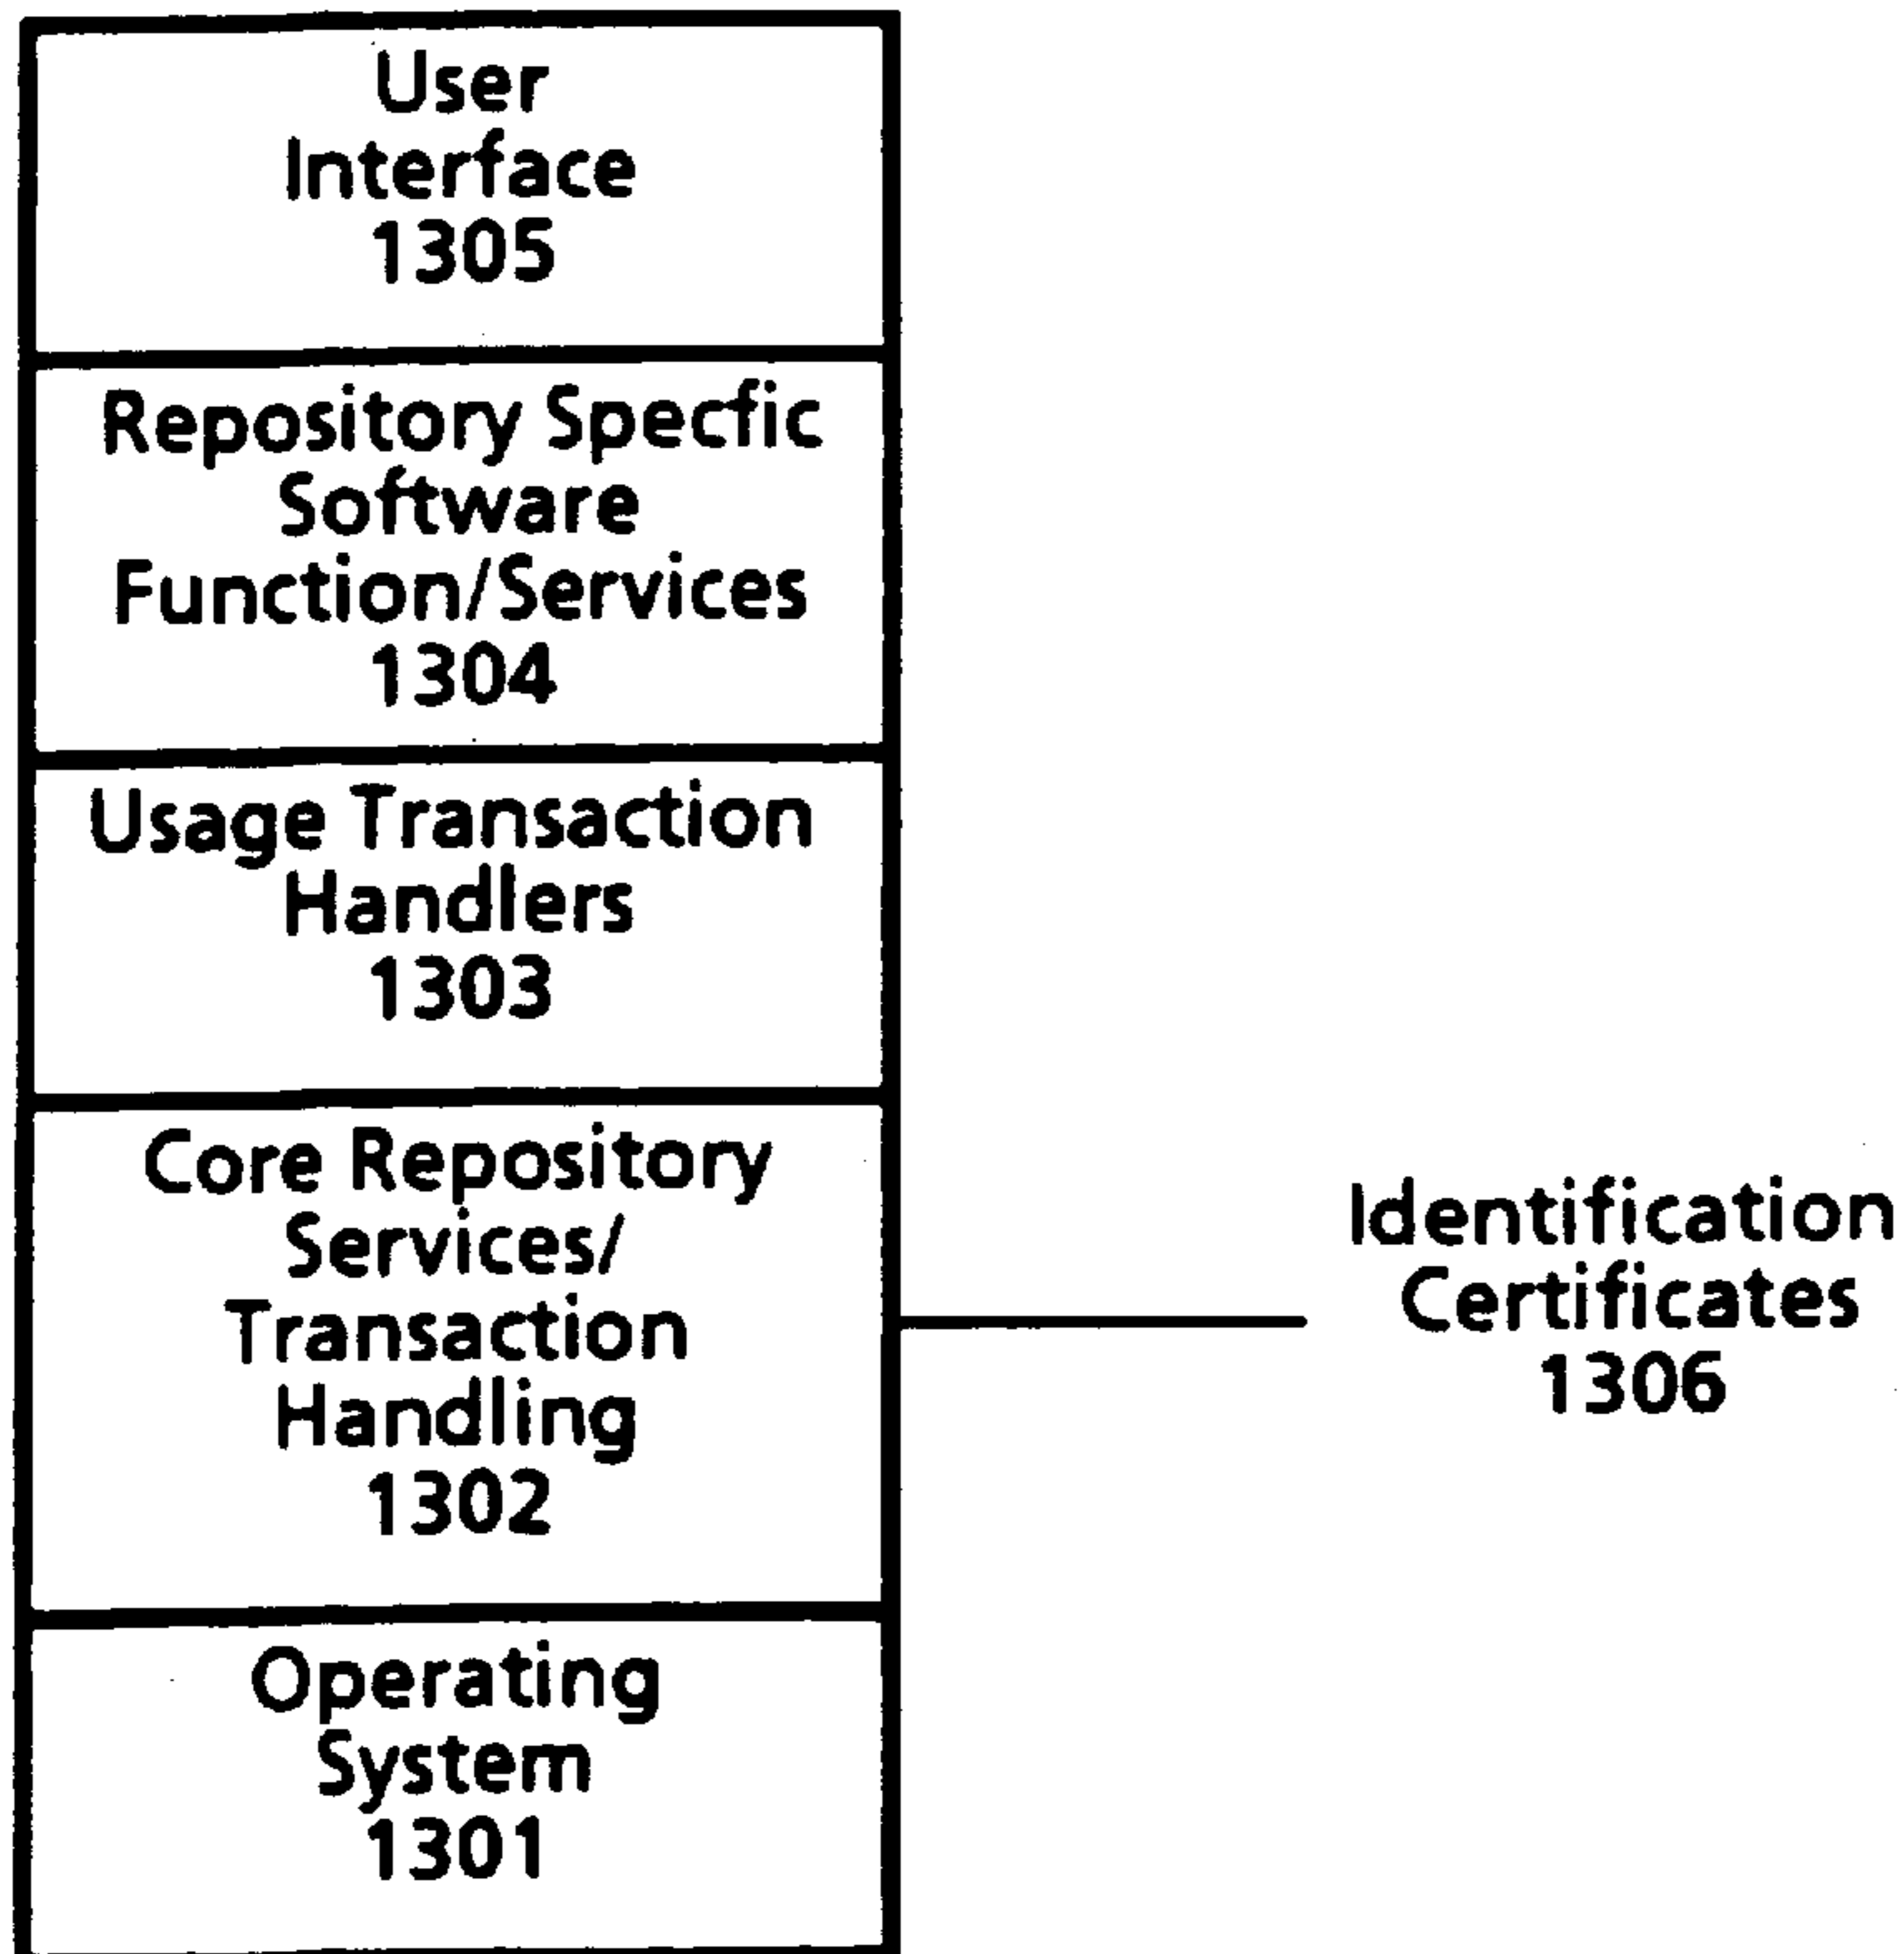 User
Interface
1305
Repository Specfic
Software
Function/Services
1304
Usage Transaction
Handlers
1303
Core Repository
Services/
Transaction
Handling
1302
Identification
Certificates
1306
Operating
System
1301